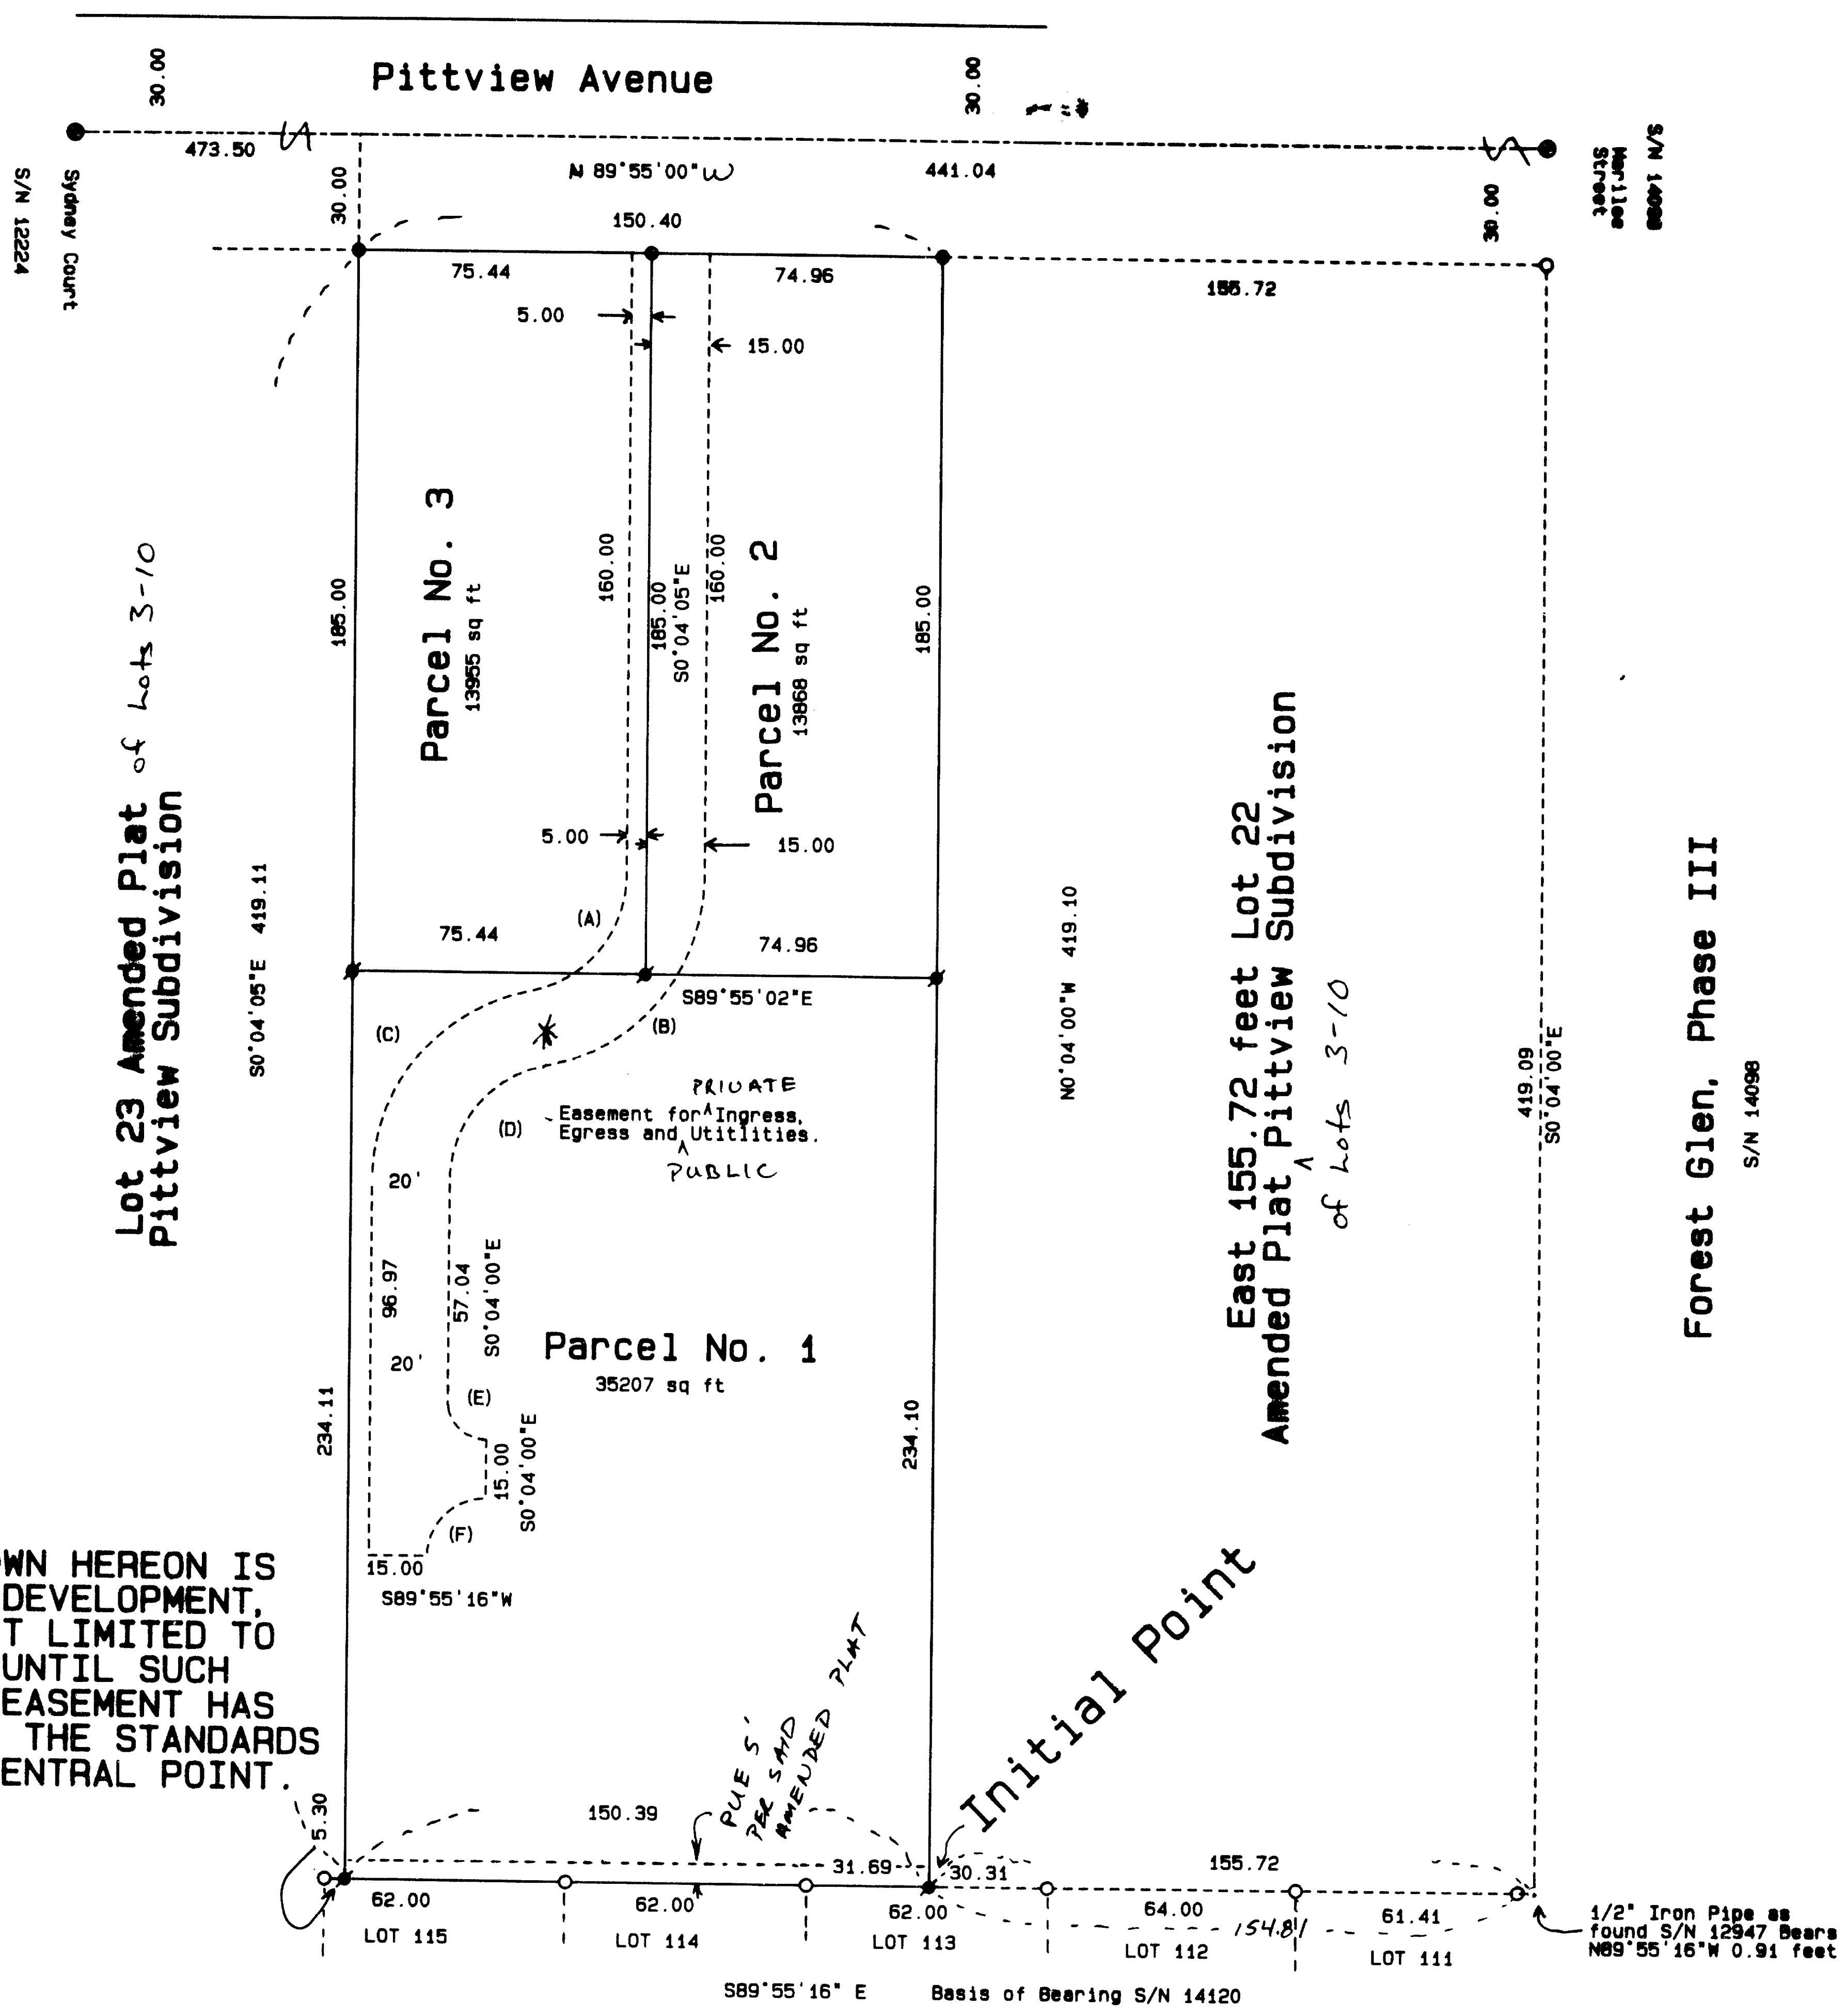 Pittview Avenue
30.00
30.00
473.50
N 89°55'00"W
441.04
30.00
30.00
Sydney Court
S/N 12224
S/N 14098
Marilee
Street
150.40
75.44
74.96
155.72
5.00
15.00
Parcel No. 3
13955 sq ft
160.00
185.00
S0°04'05"E
160.00
Parcel No. 2
13868 sq ft
185.00
185.00
5.00
15.00
Lot 23 Amended Plat of Lots 3-10
Pittview Subdivision
S0°04'05"E 419.11
(A)
75.44
74.96
S89°55'02"E
(C)
(B)
PRIVATE
Easement for Ingress,
Egress and Utitlities.
PUBLIC
(D)
20'
96.97
57.04
S0°04'00"E
20'
Parcel No. 1
35207 sq ft
(E)
15.00
S0°04'00"E
(F)
15.00
S89°55'16"W
234.11
234.10
N0°04'00"W 419.10
East 155.72 feet Lot 22
Amended Plat Pittview Subdivision
of Lots 3-10
419.09
S0°04'00"E
Forest Glen, Phase III
S/N 14098
WN HEREON IS
DEVELOPMENT,
T LIMITED TO
UNTIL SUCH
EASEMENT HAS
THE STANDARDS
ENTRAL POINT.
Initial Point
PUE 5'
PER SAID
AMENDED PLAT
5.30
150.39
31.69
30.31
155.72
62.00
62.00
62.00
64.00
61.41
154.81
LOT 115
LOT 114
LOT 113
LOT 112
LOT 111
1/2" Iron Pipe as
found S/N 12947 Bears
N89°55'16"W 0.91 feet
S89°55'16" E Basis of Bearing S/N 14120